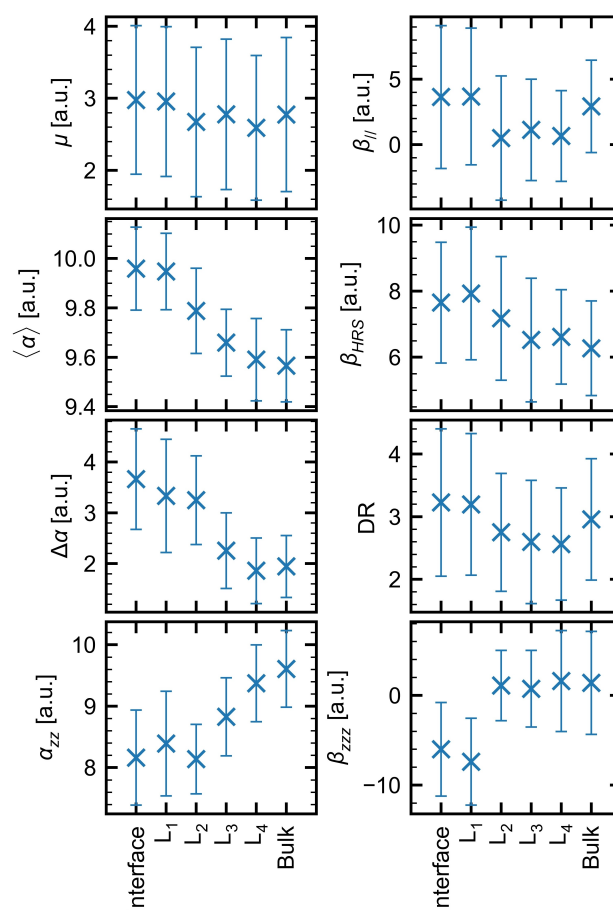 μ [a.u.]
4
3
2
β// [a.u.]
5
0
⟨α⟩ [a.u.]
10.0
9.8
9.6
9.4
βHRS [a.u.]
10
8
6
Δα [a.u.]
4
3
2
DR
4
3
2
αzz [a.u.]
10
9
8
βzzz [a.u.]
0
−10
nterface
L1
L2
L3
L4
Bulk
nterface
L1
L2
L3
L4
Bulk